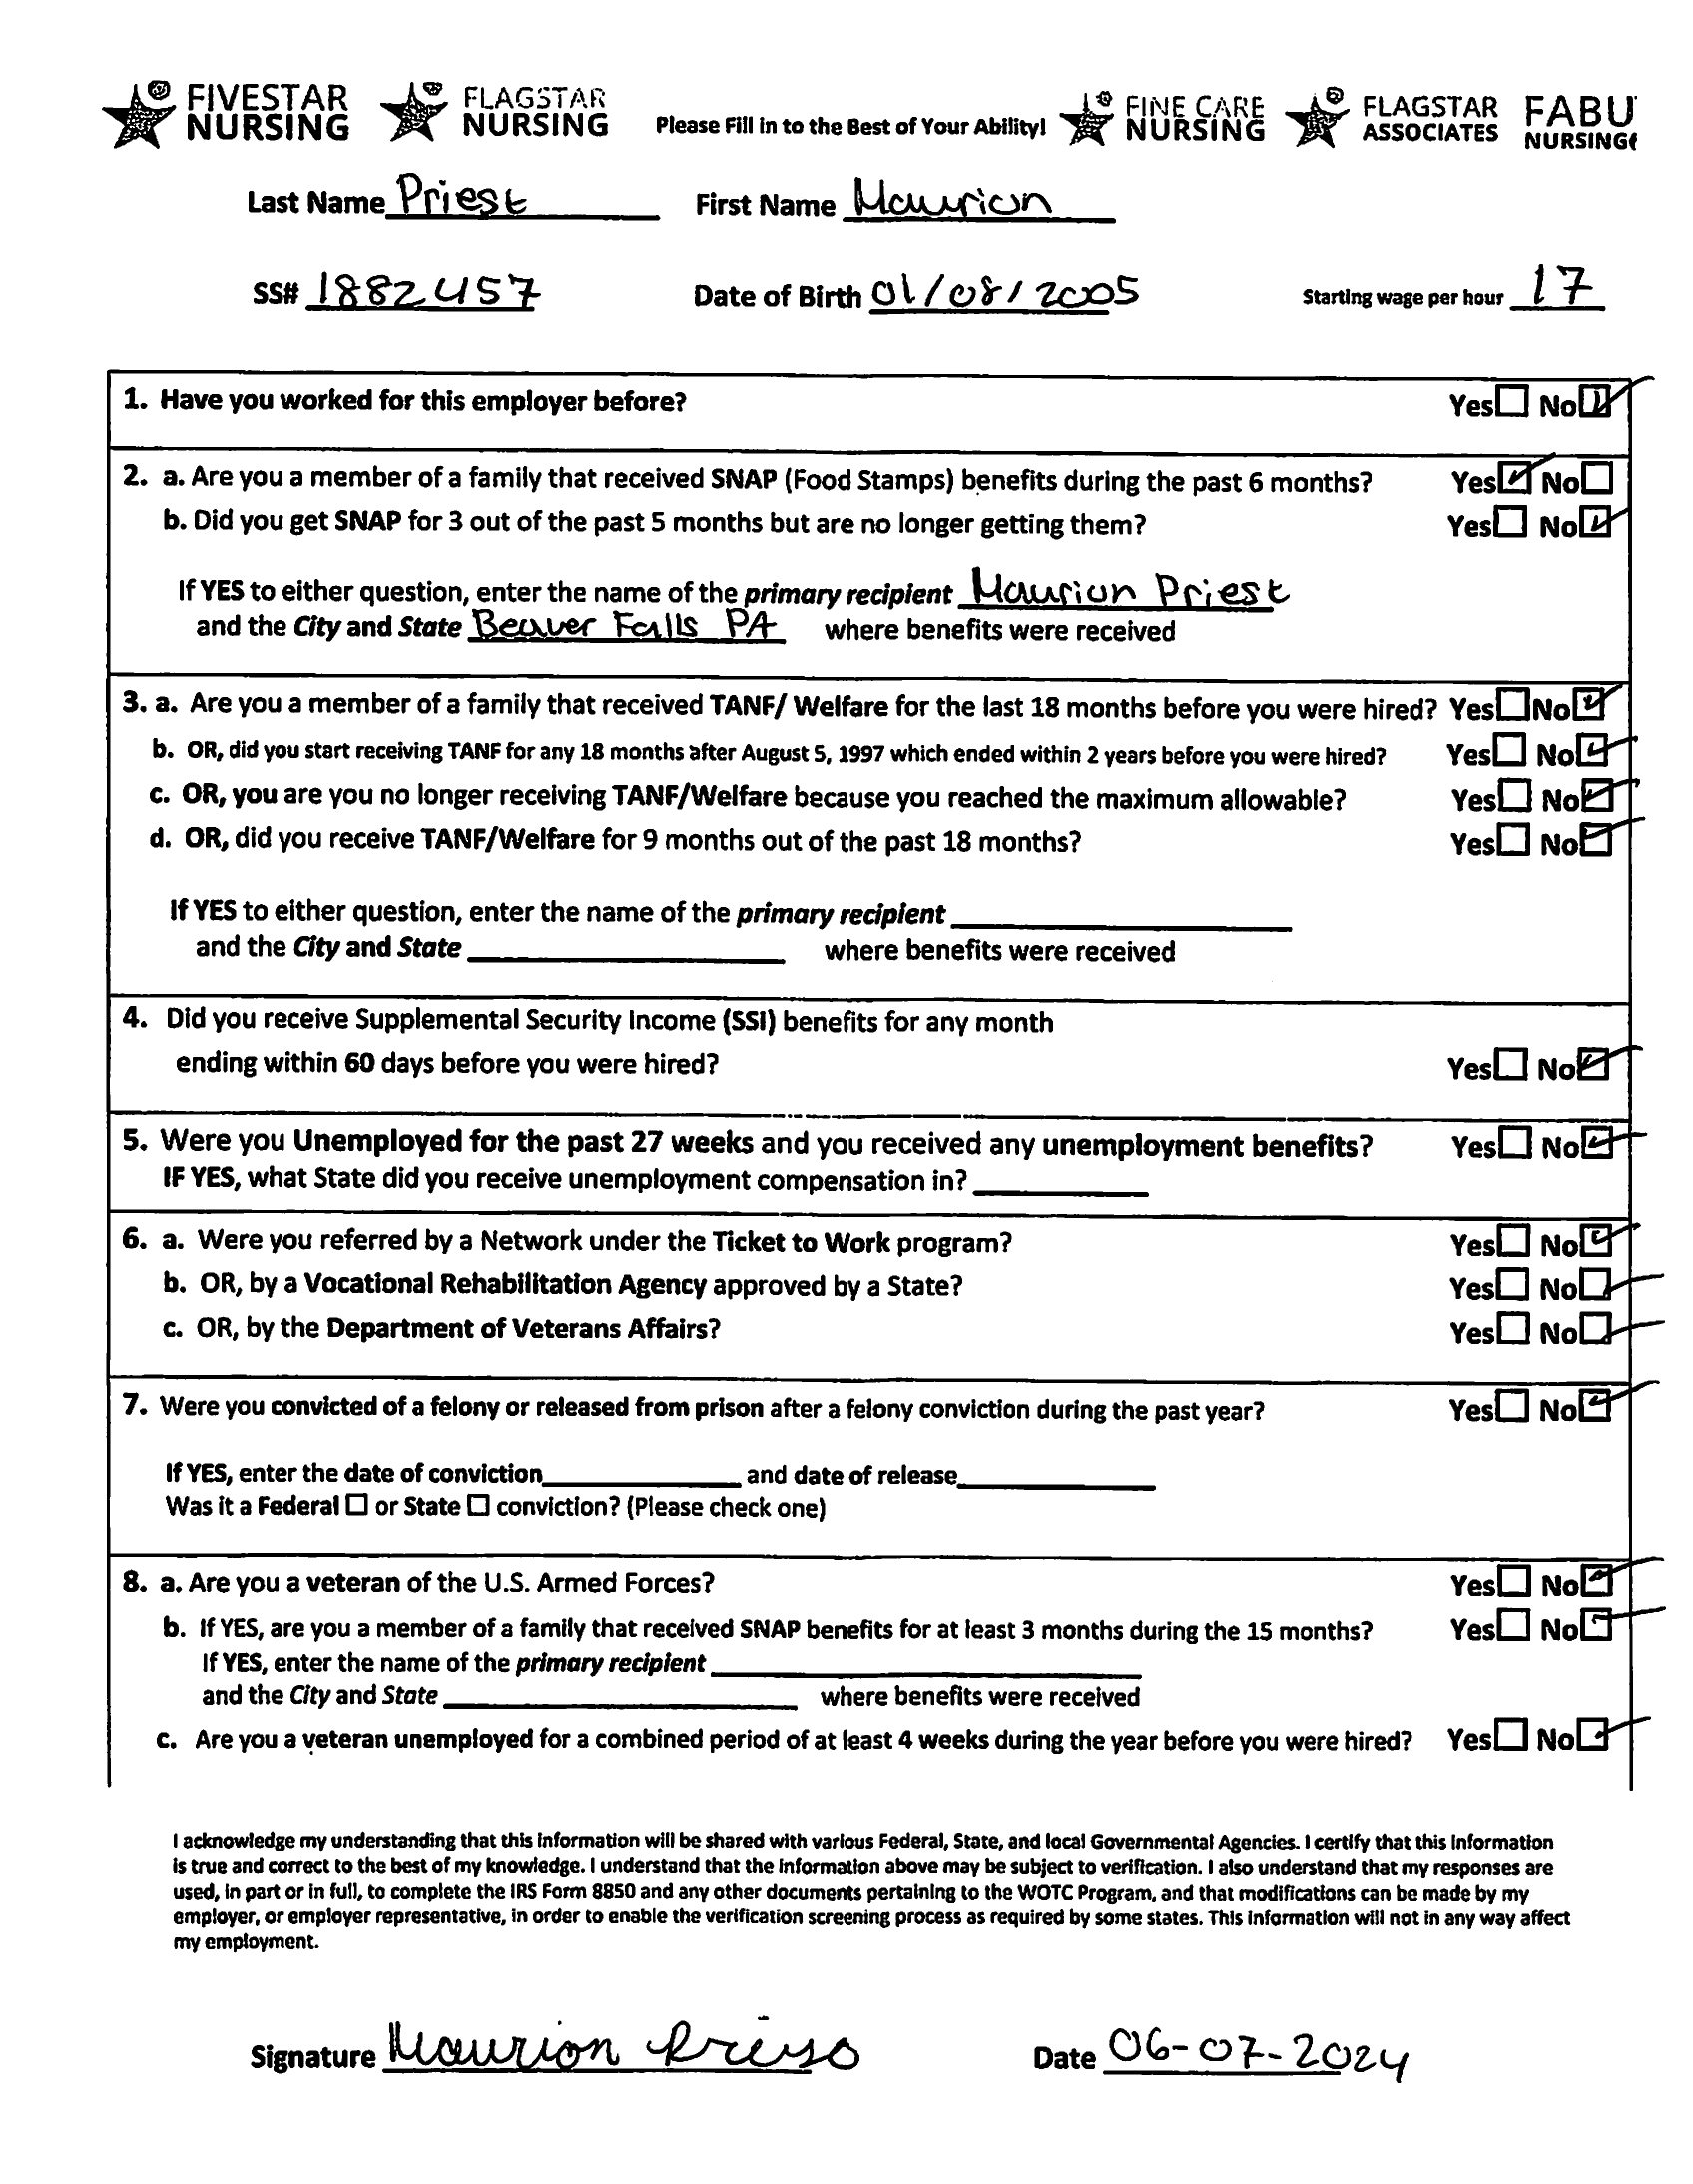 FIVESTAR NURSING FLAGSTAR NURSING Please Fill in to the Best of Your Ability! FINE CARE NURSING FLAGSTAR ASSOCIATES FABU NURSING
Last Name Priest First Name Maurion
SS# 1882457 Date of Birth 01/08/2005 Starting wage per hour 17
1. Have you worked for this employer before? Yes☐ No☑
2. a. Are you a member of a family that received SNAP (Food Stamps) benefits during the past 6 months? Yes☑ No☐
b. Did you get SNAP for 3 out of the past 5 months but are no longer getting them? Yes☐ No☑
If YES to either question, enter the name of the primary recipient Maurion Priest
and the City and State Beaver Falls PA where benefits were received
3. a. Are you a member of a family that received TANF/ Welfare for the last 18 months before you were hired? Yes☐ No☑
b. OR, did you start receiving TANF for any 18 months after August 5, 1997 which ended within 2 years before you were hired? Yes☐ No☑
c. OR, you are you no longer receiving TANF/Welfare because you reached the maximum allowable? Yes☐ No☑
d. OR, did you receive TANF/Welfare for 9 months out of the past 18 months? Yes☐ No☑
If YES to either question, enter the name of the primary recipient
and the City and State where benefits were received
4. Did you receive Supplemental Security Income (SSI) benefits for any month
ending within 60 days before you were hired? Yes☐ No☑
5. Were you Unemployed for the past 27 weeks and you received any unemployment benefits? Yes☐ No☑
IF YES, what State did you receive unemployment compensation in?
6. a. Were you referred by a Network under the Ticket to Work program? Yes☐ No☑
b. OR, by a Vocational Rehabilitation Agency approved by a State? Yes☐ No☑
c. OR, by the Department of Veterans Affairs? Yes☐ No☑
7. Were you convicted of a felony or released from prison after a felony conviction during the past year? Yes☐ No☑
If YES, enter the date of conviction and date of release
Was it a Federal ☐ or State ☐ conviction? (Please check one)
8. a. Are you a veteran of the U.S. Armed Forces? Yes☐ No☑
b. If YES, are you a member of a family that received SNAP benefits for at least 3 months during the 15 months? Yes☐ No☑
If YES, enter the name of the primary recipient
and the City and State where benefits were received
c. Are you a veteran unemployed for a combined period of at least 4 weeks during the year before you were hired? Yes☐ No☑
I acknowledge my understanding that this information will be shared with various Federal, State, and local Governmental Agencies. I certify that this information
is true and correct to the best of my knowledge. I understand that the information above may be subject to verification. I also understand that my responses are
used, in part or in full, to complete the IRS Form 8850 and any other documents pertaining to the WOTC Program, and that modifications can be made by my
employer, or employer representative, in order to enable the verification screening process as required by some states. This information will not in any way affect
my employment.
Signature Maurion Priest Date 06-07-2024